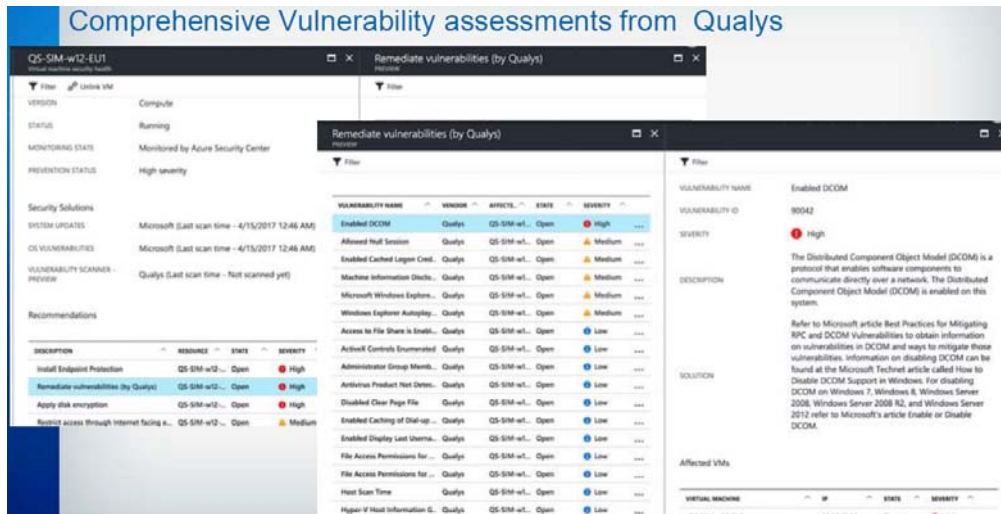 Comprehensive Vulnerability assessments from Qualys
QS-SIM-w12-EU1
Virtual machine security health
Filter Unlink VM
VERSION Compute
STATUS Running
MONITORING STATE Monitored by Azure Security Center
PREVENTION STATUS High severity
Security Solutions
SYSTEM UPDATES Microsoft (Last scan time - 4/15/2017 12:46 AM)
OS VULNERABILITIES Microsoft (Last scan time - 4/15/2017 12:46 AM)
VULNERABILITY SCANNER - PREVIEW Qualys (Last scan time - Not scanned yet)
Recommendations
DESCRIPTION RESOURCE STATE SEVERITY
Install Endpoint Protection QS-SIM-w12-... Open High
Remediate vulnerabilities (by Qualys) QS-SIM-w12-... Open High
Apply disk encryption QS-SIM-w12-... Open High
Restrict access through Internet facing e... QS-SIM-w12-... Open Medium
Remediate vulnerabilities (by Qualys)
PREVIEW
Filter
Remediate vulnerabilities (by Qualys)
PREVIEW
Filter
VULNERABILITY NAME VENDOR AFFECTE.. STATE SEVERITY
Enabled DCOM Qualys QS-SIM-w1... Open High ...
Allowed Null Session Qualys QS-SIM-w1... Open Medium ...
Enabled Cached Logon Cred.. Qualys QS-SIM-w1... Open Medium ...
Machine Information Disclo... Qualys QS-SIM-w1... Open Medium ...
Microsoft Windows Explore... Qualys QS-SIM-w1... Open Medium ...
Windows Explorer Autoplay... Qualys QS-SIM-w1... Open Medium ...
Access to File Share is Enabl... Qualys QS-SIM-w1... Open Low ...
ActiveX Controls Enumerated Qualys QS-SIM-w1... Open Low ...
Administrator Group Memb... Qualys QS-SIM-w1... Open Low ...
Antivirus Product Not Detec.. Qualys QS-SIM-w1... Open Low ...
Disabled Clear Page File Qualys QS-SIM-w1... Open Low ...
Enabled Caching of Dial-up ... Qualys QS-SIM-w1... Open Low ...
Enabled Display Last Userna.. Qualys QS-SIM-w1... Open Low ...
File Access Permissions for ... Qualys QS-SIM-w1... Open Low ...
File Access Permissions for ... Qualys QS-SIM-w1... Open Low ...
Host Scan Time Qualys QS-SIM-w1... Open Low ...
Hyper-V Host Information G.. Qualys QS-SIM-w1... Open Low ...
Filter
VULNERABILITY NAME Enabled DCOM
VULNERABILITY ID 90042
SEVERITY High
DESCRIPTION
The Distributed Component Object Model (DCOM) is a
protocol that enables software components to
communicate directly over a network. The Distributed
Component Object Model (DCOM) is enabled on this
system.
SOLUTION
Refer to Microsoft article Best Practices for Mitigating
RPC and DCOM Vulnerabilities to obtain information
on vulnerabilities in DCOM and ways to mitigate those
vulnerabilities. Information on disabling DCOM can be
found at the Microsoft Technet article called How to
Disable DCOM Support in Windows. For disabling
DCOM on Windows 7, Windows 8, Windows Server
2008, Windows Server 2008 R2, and Windows Server
2012 refer to Microsoft's article Enable or Disable
DCOM.
Affected VMs
VIRTUAL MACHINE IP STATE SEVERITY